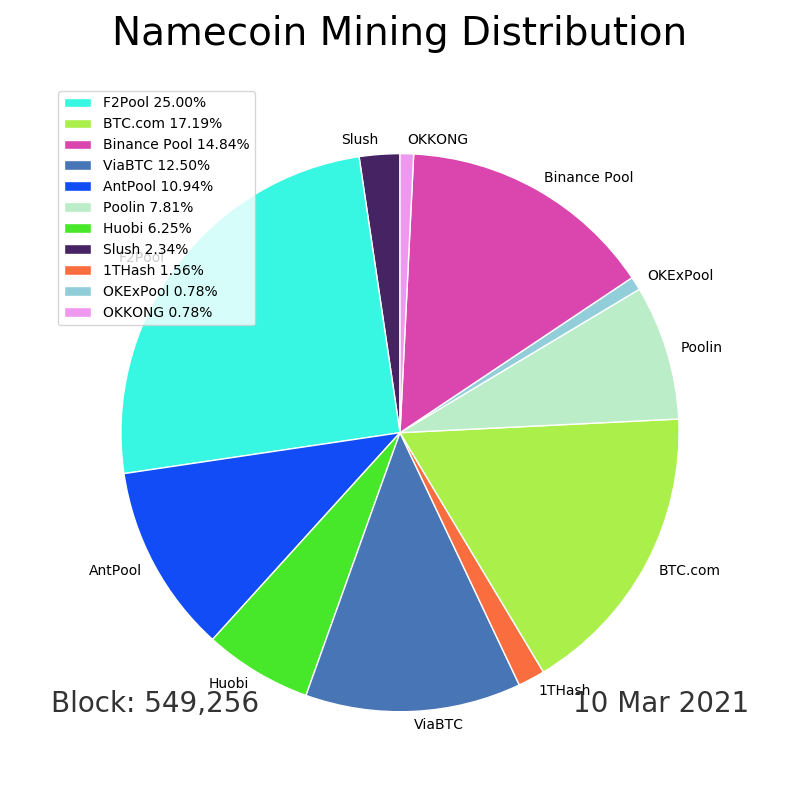 Namecoin Mining Distribution
F2Pool 25.00%
BTC.com 17.19%
Binance Pool 14.84%
ViaBTC 12.50%
AntPool 10.94%
Poolin 7.81%
Huobi 6.25%
Slush 2.34%
1THash 1.56%
OKExPool 0.78%
OKKONG 0.78%
Slush
OKKONG
Binance Pool
F2Pool
OKExPool
Poolin
AntPool
BTC.com
Huobi
1THash
Block: 549,256
10 Mar 2021
ViaBTC